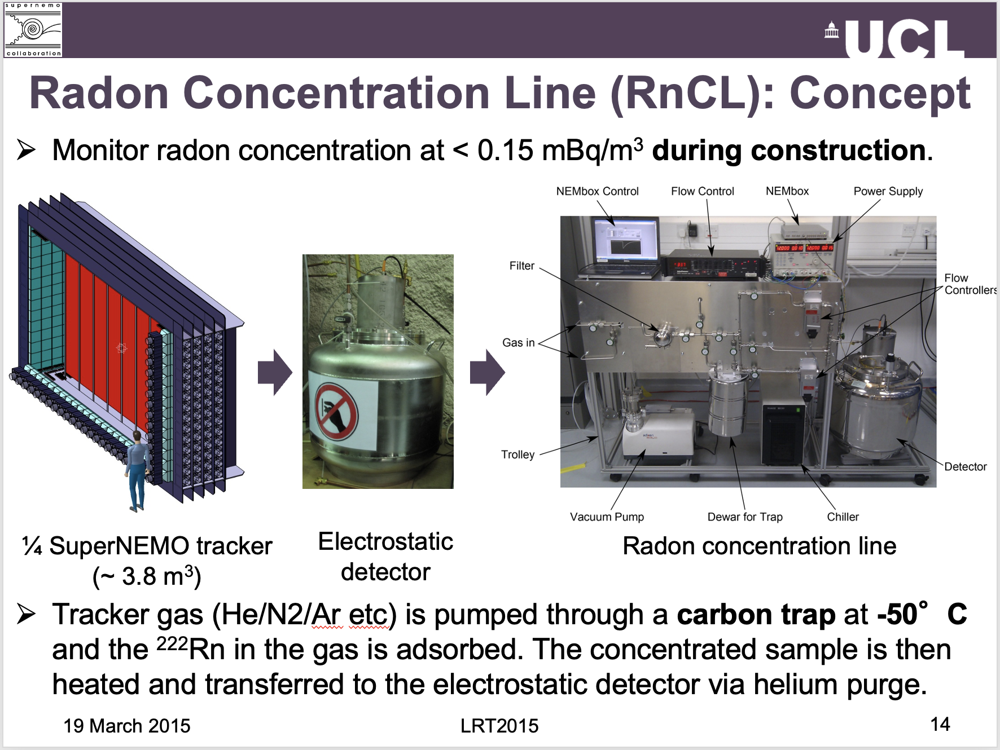 supernemo
collaboration
UCL
Radon Concentration Line (RnCL): Concept
➢ Monitor radon concentration at < 0.15 mBq/m³ during construction.
NEMbox Control
Flow Control
NEMbox
Power Supply
Filter
Flow
Controllers
Gas in
Trolley
Detector
Vacuum Pump
Dewar for Trap
Chiller
¼ SuperNEMO tracker
(~ 3.8 m³)
Electrostatic
detector
Radon concentration line
➢ Tracker gas (He/N2/Ar etc) is pumped through a carbon trap at -50° C
and the ²²²Rn in the gas is adsorbed. The concentrated sample is then
heated and transferred to the electrostatic detector via helium purge.
19 March 2015
LRT2015
14